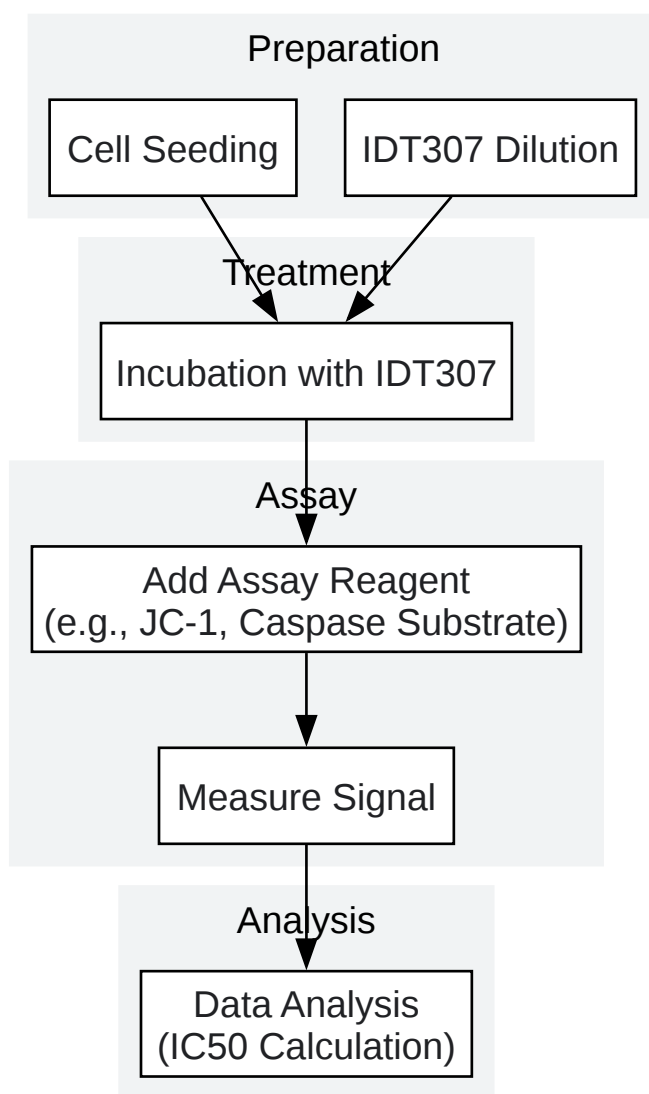 Preparation
Cell Seeding
IDT307 Dilution
Treatment
Incubation with IDT307
Assay
Add Assay Reagent
(e.g., JC-1, Caspase Substrate)
Measure Signal
Analysis
Data Analysis
(IC50 Calculation)